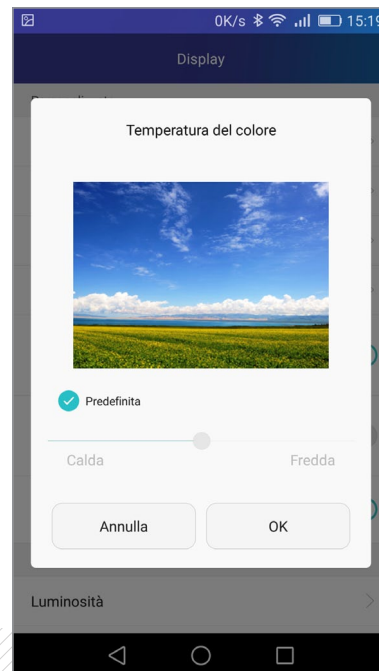 0K/s 15:19
Display
Temperatura del colore
Predefinita
Calda Fredda
Annulla OK
Luminosità